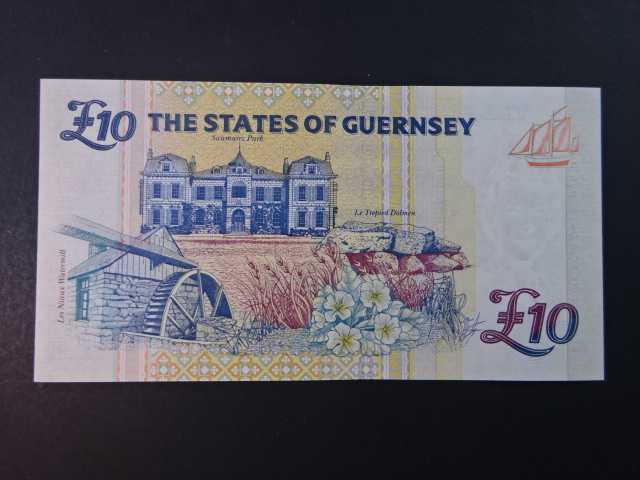 £10 THE STATES OF GUERNSEY
Saumarez Park
Le Trepied Dolmen
Les Niaux Watermill
£10